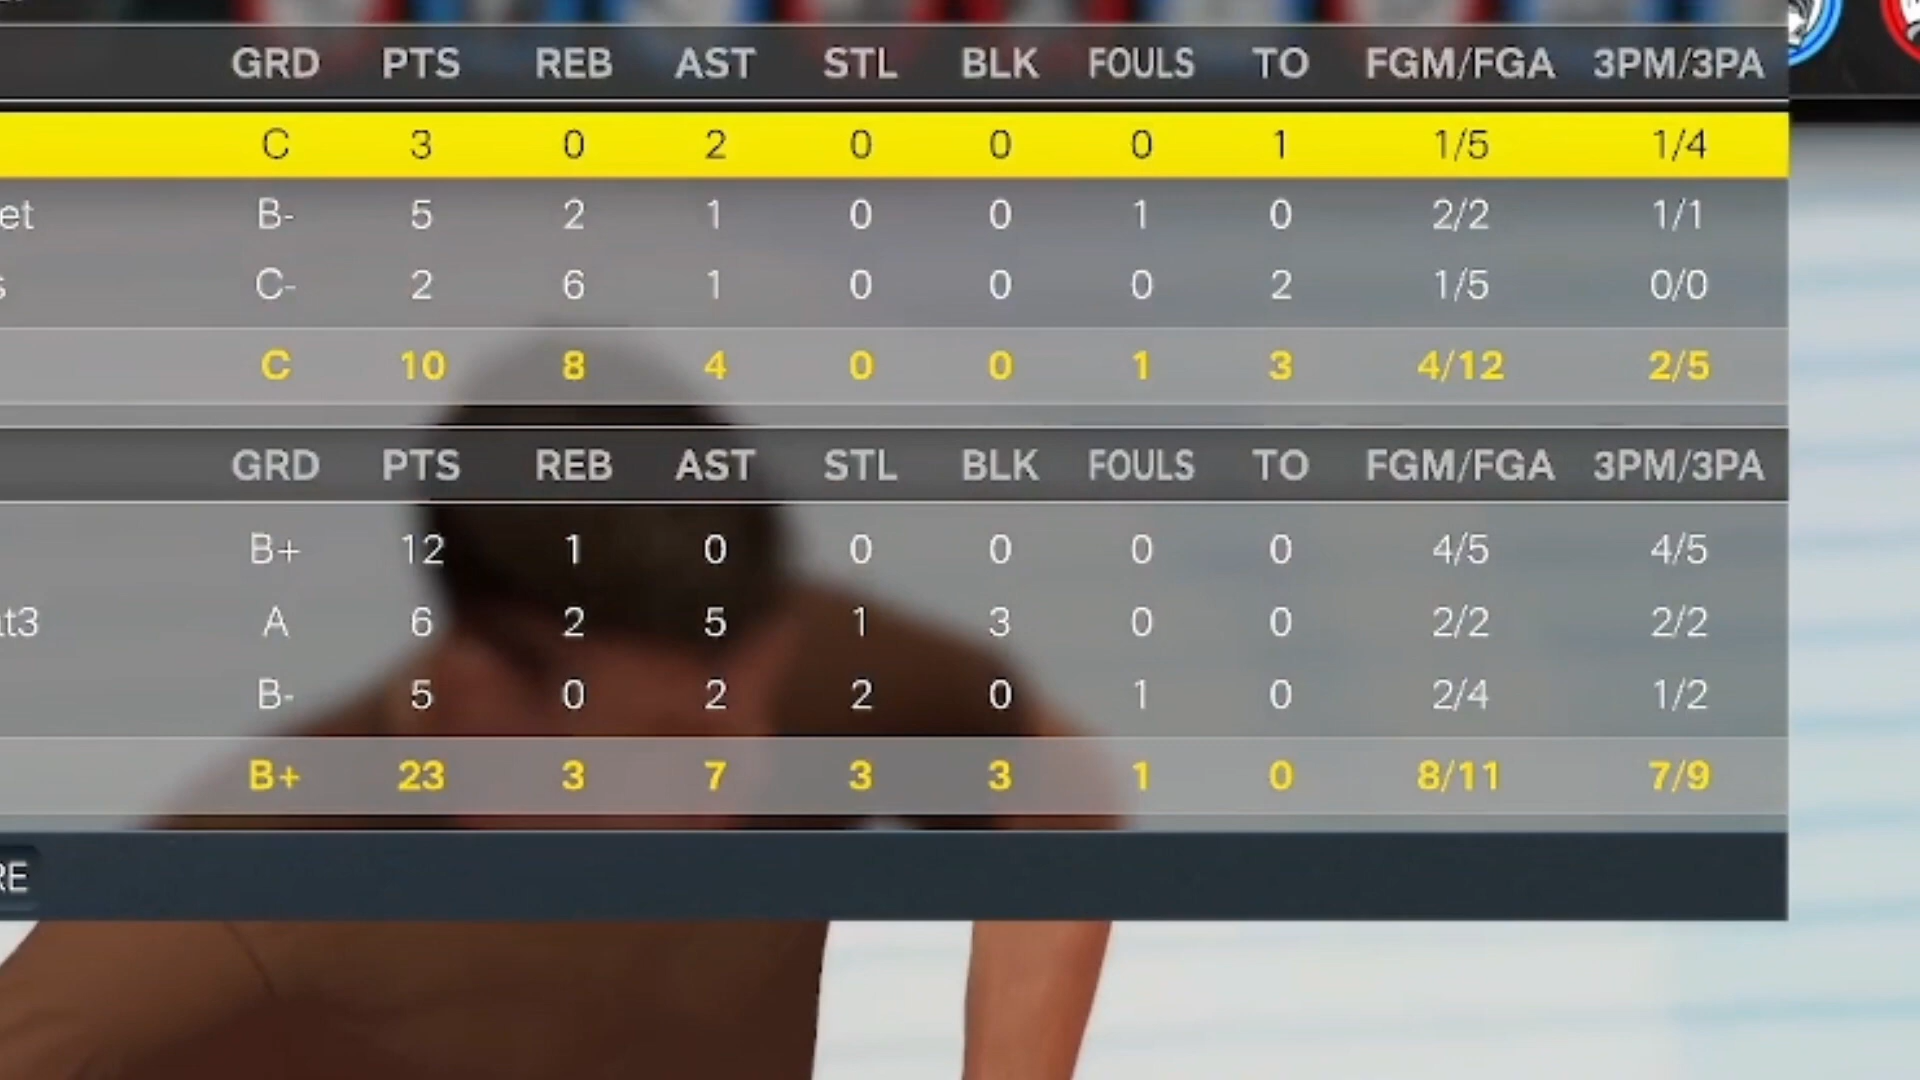 GRD PTS REB AST STL BLK FOULS TO FGM/FGA 3PM/3PA
C 3 0 2 0 0 0 1 1/5 1/4
et B- 5 2 1 0 0 1 0 2/2 1/1
s C- 2 6 1 0 0 0 2 1/5 0/0
C 10 8 4 0 0 1 3 4/12 2/5
GRD PTS REB AST STL BLK FOULS TO FGM/FGA 3PM/3PA
B+ 12 1 0 0 0 0 0 4/5 4/5
t3 A 6 2 5 1 3 0 0 2/2 2/2
B- 5 0 2 2 0 1 0 2/4 1/2
B+ 23 3 7 3 3 1 0 8/11 7/9
RE